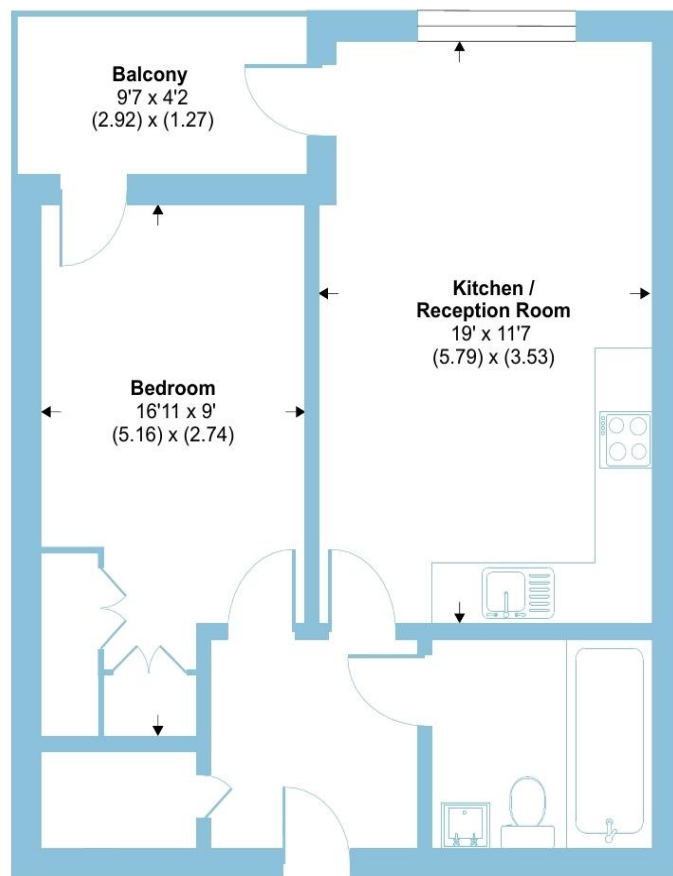 Balcony
9'7 x 4'2
(2.92) x (1.27)
Kitchen /
Reception Room
19' x 11'7
(5.79) x (3.53)
Bedroom
16'11 x 9'
(5.16) x (2.74)